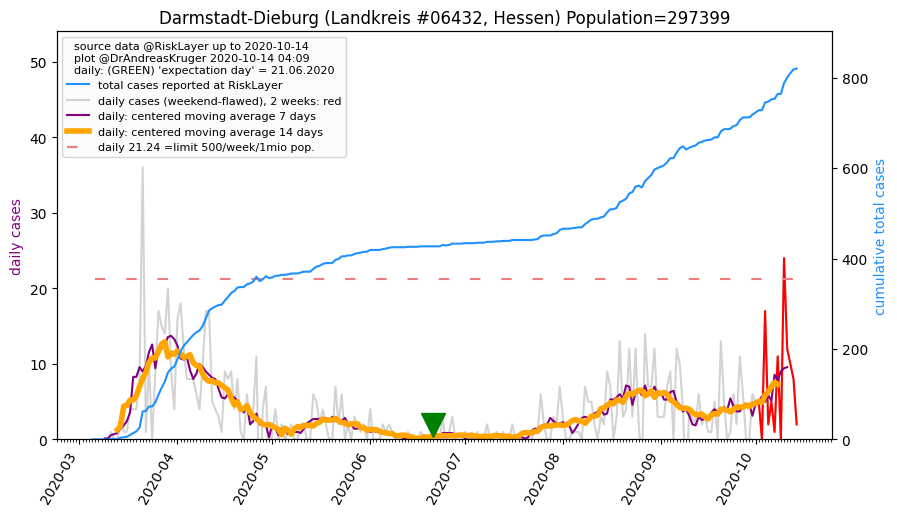 Darmstadt-Dieburg (Landkreis #06432, Hessen) Population=297399
source data @RiskLayer up to 2020-10-14
plot @DrAndreasKruger 2020-10-14 04:09
daily: (GREEN) 'expectation day' = 21.06.2020
total cases reported at RiskLayer
daily cases (weekend-flawed), 2 weeks: red
daily: centered moving average 7 days
daily: centered moving average 14 days
daily 21.24 =limit 500/week/1mio pop.
daily cases
50
40
30
20
10
0
cumulative total cases
800
600
400
200
0
2020-03
2020-04
2020-05
2020-06
2020-07
2020-08
2020-09
2020-10